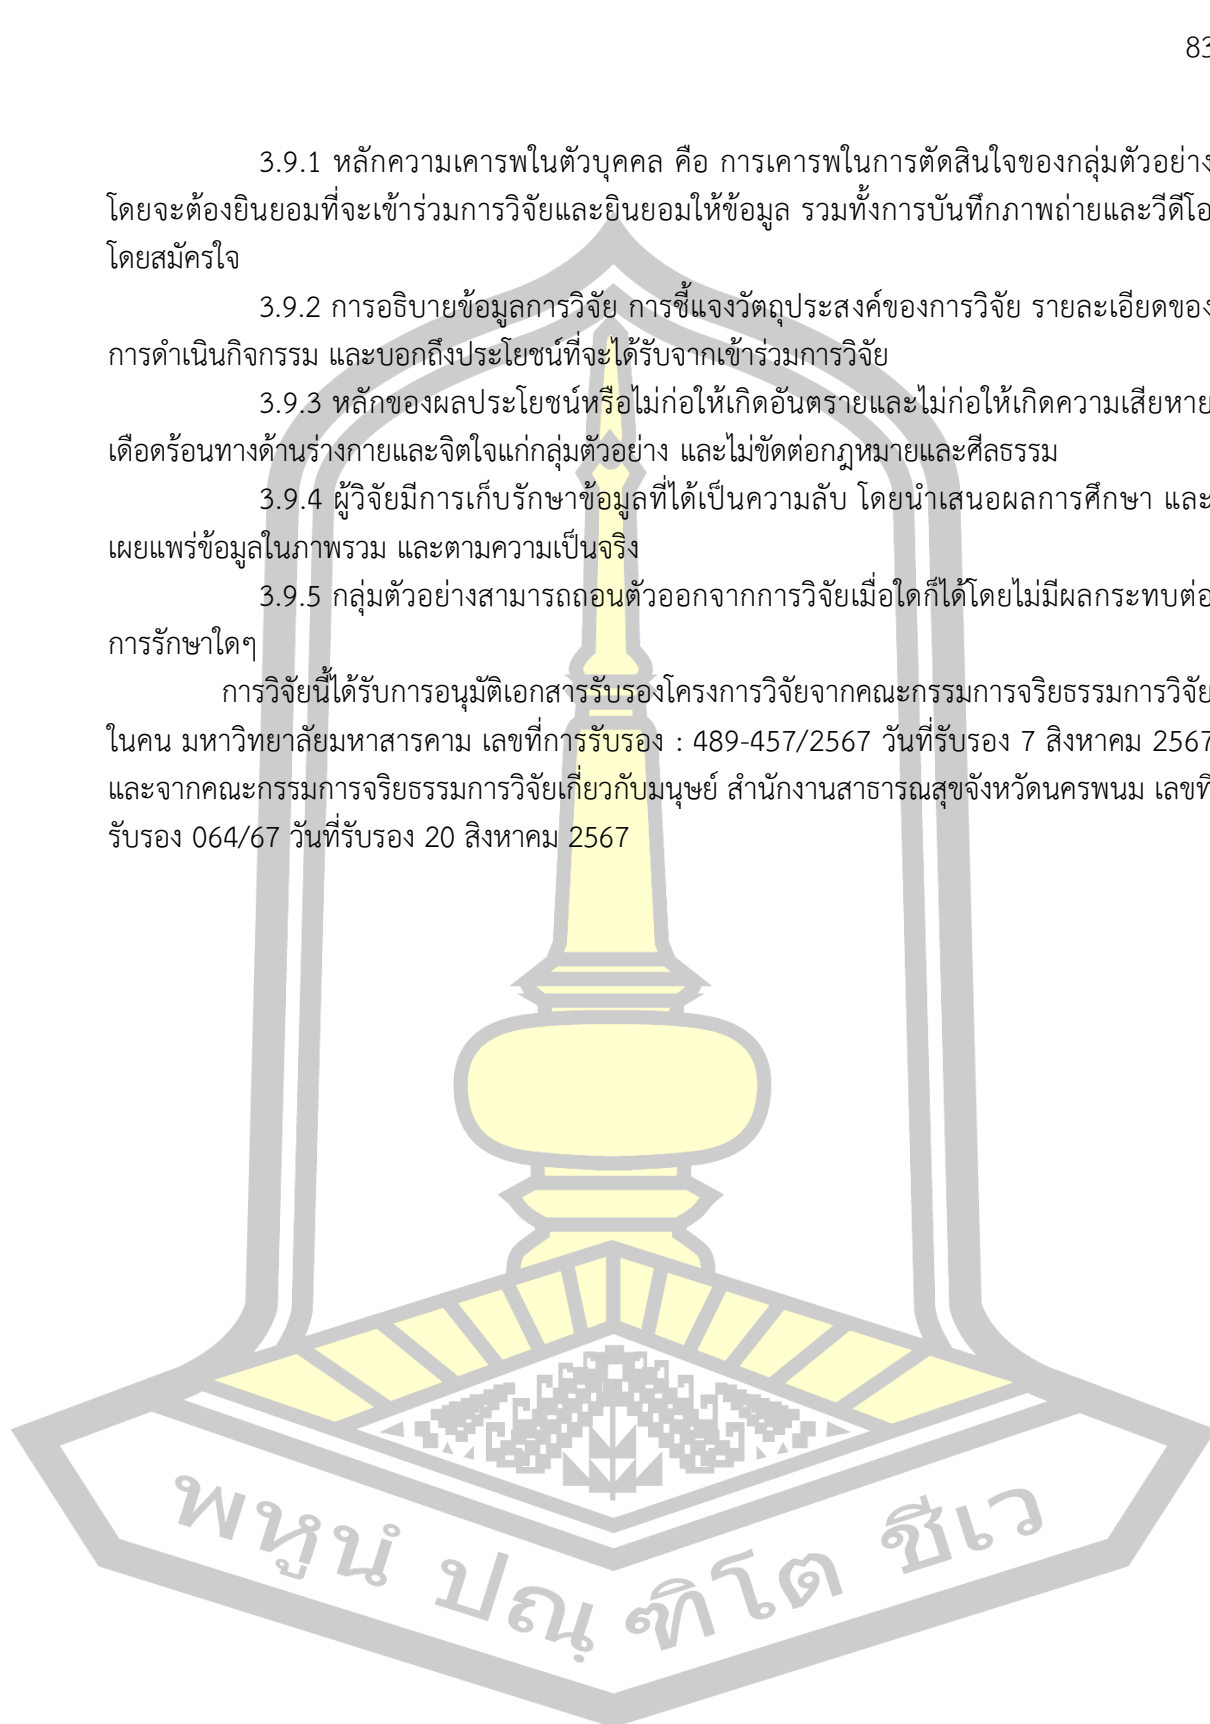 83
3.9.1 หลักความเคารพในตัวบุคคล คือ การเคารพในการตัดสินใจของกลุ่มตัวอย่าง
โดยจะต้องยินยอมที่จะเข้าร่วมการวิจัยและยินยอมให้ข้อมูล รวมทั้งการบันทึกภาพถ่ายและวีดีโอ
โดยสมัครใจ
3.9.2 การอธิบายข้อมูลการวิจัย การชี้แจงวัตถุประสงค์ของการวิจัย รายละเอียดของ
การดำเนินกิจกรรม และบอกถึงประโยชน์ที่จะได้รับจากเข้าร่วมการวิจัย
3.9.3 หลักของผลประโยชน์หรือไม่ก่อให้เกิดอันตรายและไม่ก่อให้เกิดความเสียหาย
เดือดร้อนทางด้านร่างกายและจิตใจแก่กลุ่มตัวอย่าง และไม่ขัดต่อกฎหมายและศีลธรรม
3.9.4 ผู้วิจัยมีการเก็บรักษาข้อมูลที่ได้เป็นความลับ โดยนำเสนอผลการศึกษา และ
เผยแพร่ข้อมูลในภาพรวม และตามความเป็นจริง
3.9.5 กลุ่มตัวอย่างสามารถถอนตัวออกจากการวิจัยเมื่อใดก็ได้โดยไม่มีผลกระทบต่อ
การรักษาใดๆ
การวิจัยนี้ได้รับการอนุมัติเอกสารรับรองโครงการวิจัยจากคณะกรรมการจริยธรรมการวิจัย
ในคน มหาวิทยาลัยมหาสารคาม เลขที่การรับรอง : 489-457/2567 วันที่รับรอง 7 สิงหาคม 2567
และจากคณะกรรมการจริยธรรมการวิจัยเกี่ยวกับมนุษย์ สำนักงานสาธารณสุขจังหวัดนครพนม เลขที่
รับรอง 064/67 วันที่รับรอง 20 สิงหาคม 2567
พหูนํ ปณฺฑิโต ชีเว